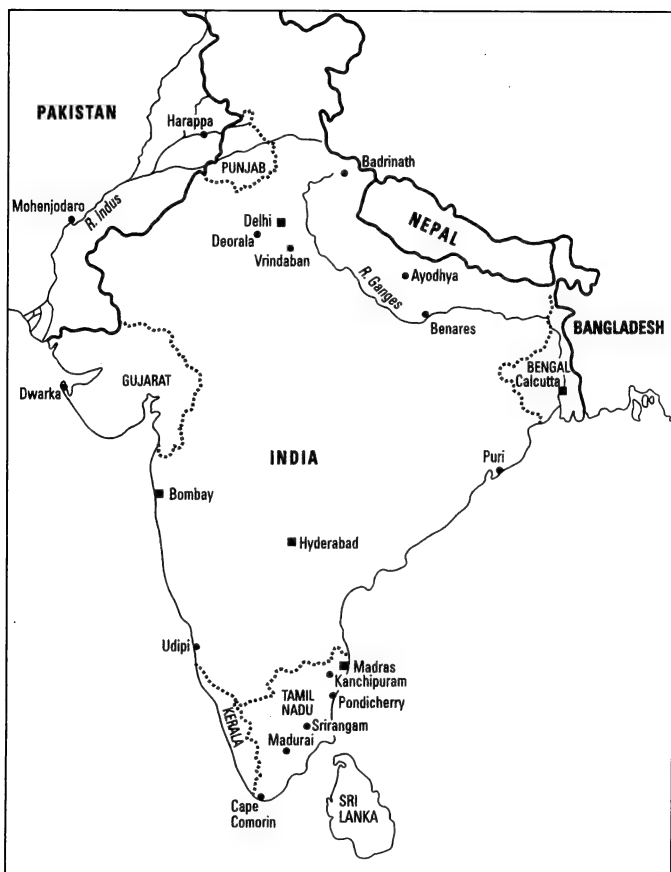 PAKISTAN
Harappa
PUNJAB
Badrinath
Mohenjodaro
R. Indus
Delhi
Deorala
Vrindaban
NEPAL
Ayodhya
R. Ganges
Benares
BANGLADESH
BENGAL
Calcutta
GUJARAT
Dwarka
INDIA
Puri
Bombay
Hyderabad
Udipi
Madras
Kanchipuram
TAMIL
NADU
Pondicherry
KERALA
Srirangam
Madurai
Cape
Comorin
SRI
LANKA